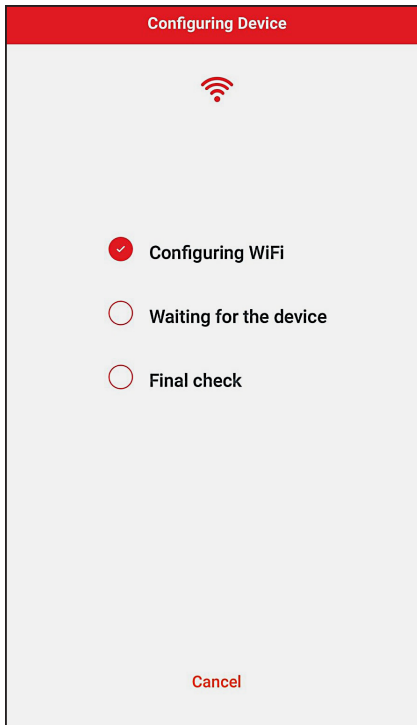 Configuring Device
Configuring WiFi
Waiting for the device
Final check
Cancel